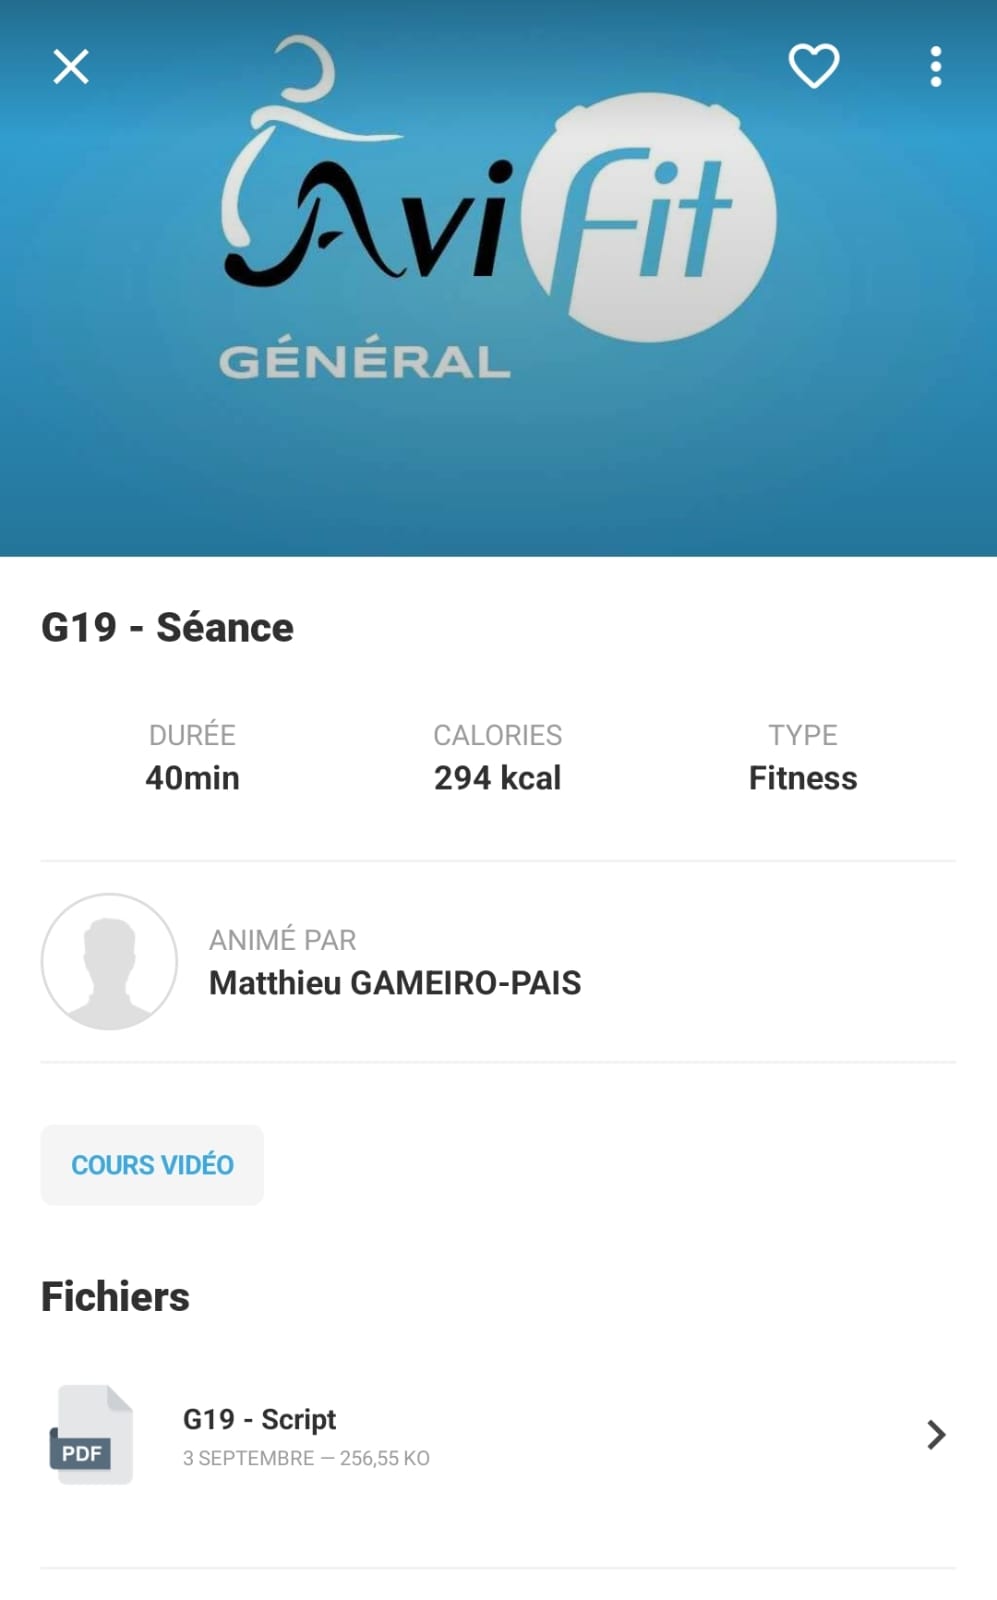 AviFit
GÉNÉRAL
G19 - Séance
DURÉE CALORIES TYPE
40min 294 kcal Fitness
ANIMÉ PAR
Matthieu GAMEIRO-PAIS
COURS VIDÉO
Fichiers
PDF
G19 - Script
3 SEPTEMBRE — 256,55 KO